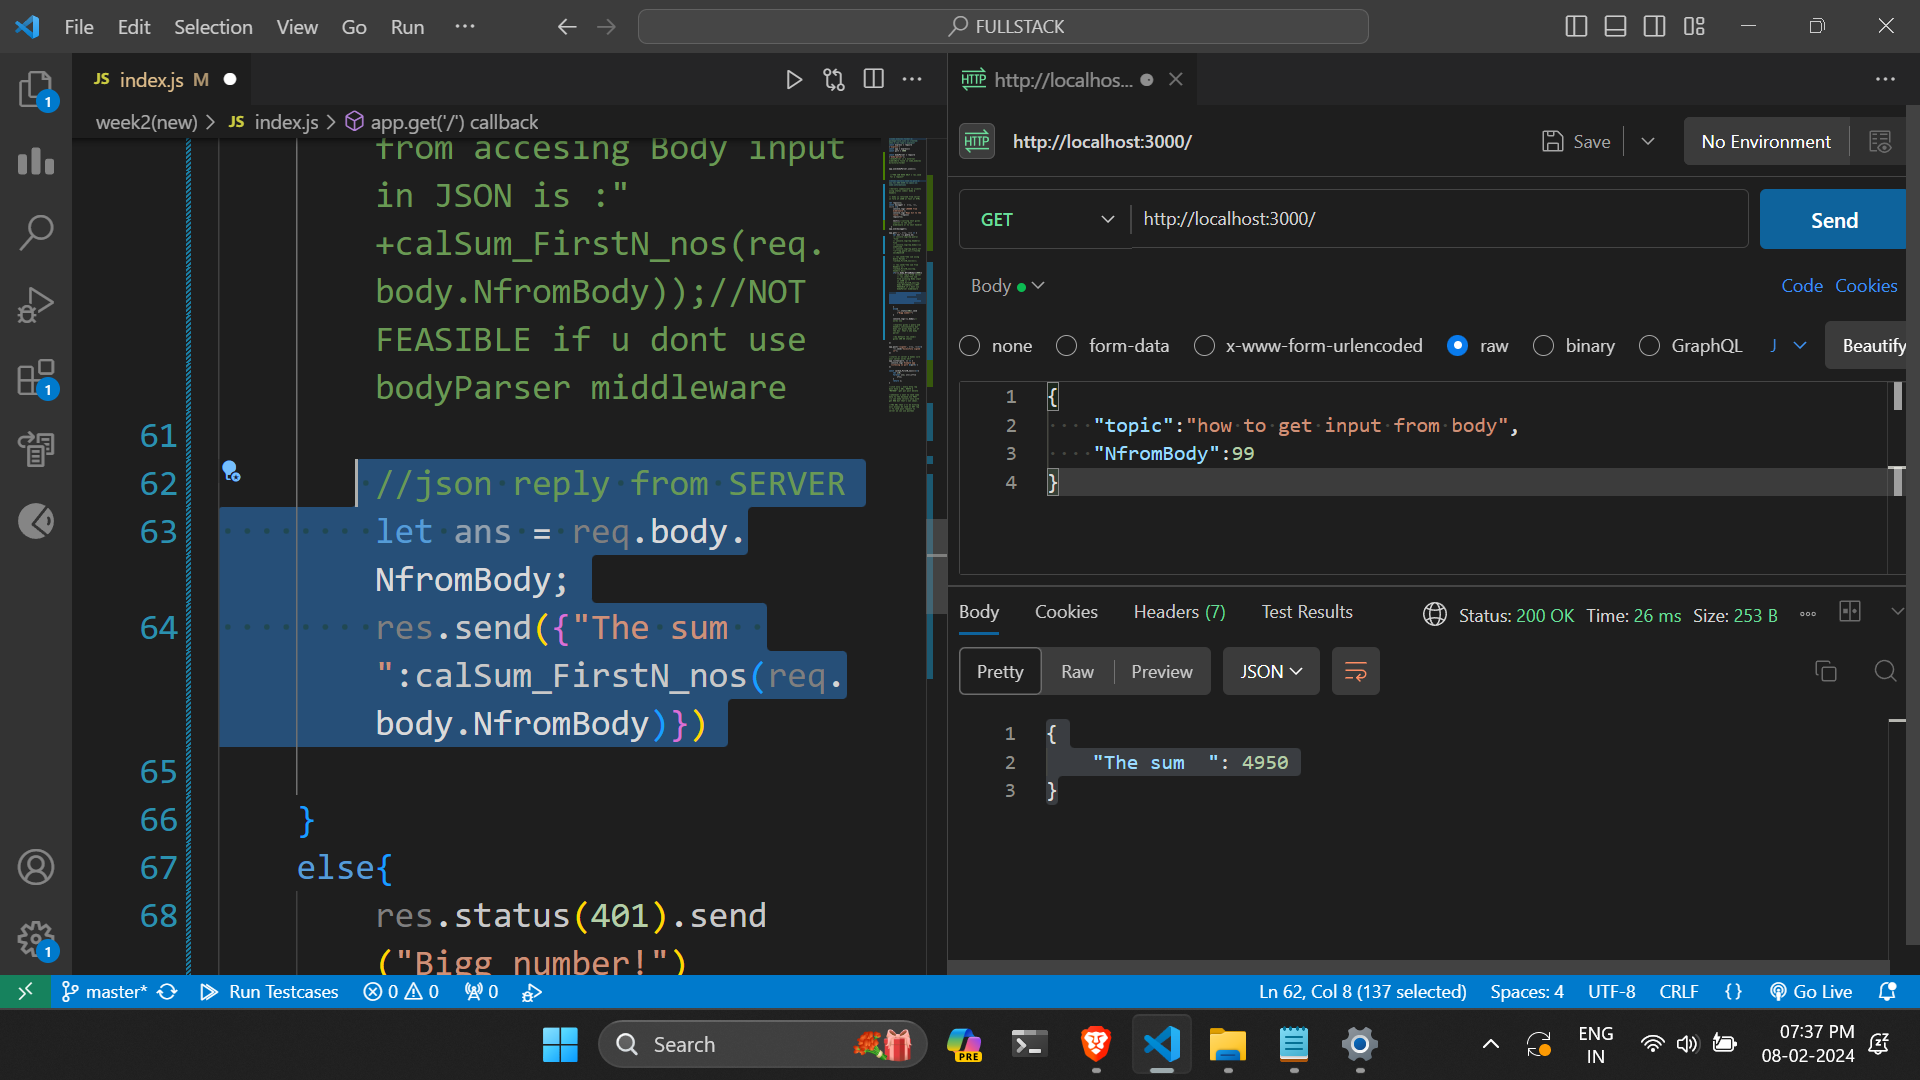 File Edit Selection View Go Run ··· FULLSTACK
JS index.js M
HTTP http://localhos...
week2(new) > JS index.js > app.get('/') callback
HTTP http://localhost:3000/ Save No Environment
from accesing Body input
in JSON is :"
+calSum_FirstN_nos(req.
body.NfromBody));//NOT
FEASIBLE if u dont use
bodyParser middleware
61
62 //json reply from SERVER
63 let ans = req.body.
NfromBody;
64 res.send({"The sum
":calSum_FirstN_nos(req.
body.NfromBody)})
65
66 }
67 else{
68 res.status(401).send
("Bigg number!")
GET http://localhost:3000/ Send
Body Code Cookies
none form-data x-www-form-urlencoded raw binary GraphQL J Beautify
1 {
2 "topic":"how to get input from body",
3 "NfromBody":99
4 }
Body Cookies Headers (7) Test Results Status: 200 OK Time: 26 ms Size: 253 B
Pretty Raw Preview JSON
1 {
2 "The sum  ": 4950
3 }
master* Run Testcases 0 0 0 Ln 62, Col 8 (137 selected) Spaces: 4 UTF-8 CRLF {} Go Live
Search PRE ENG
IN
07:37 PM
08-02-2024
1
1
1